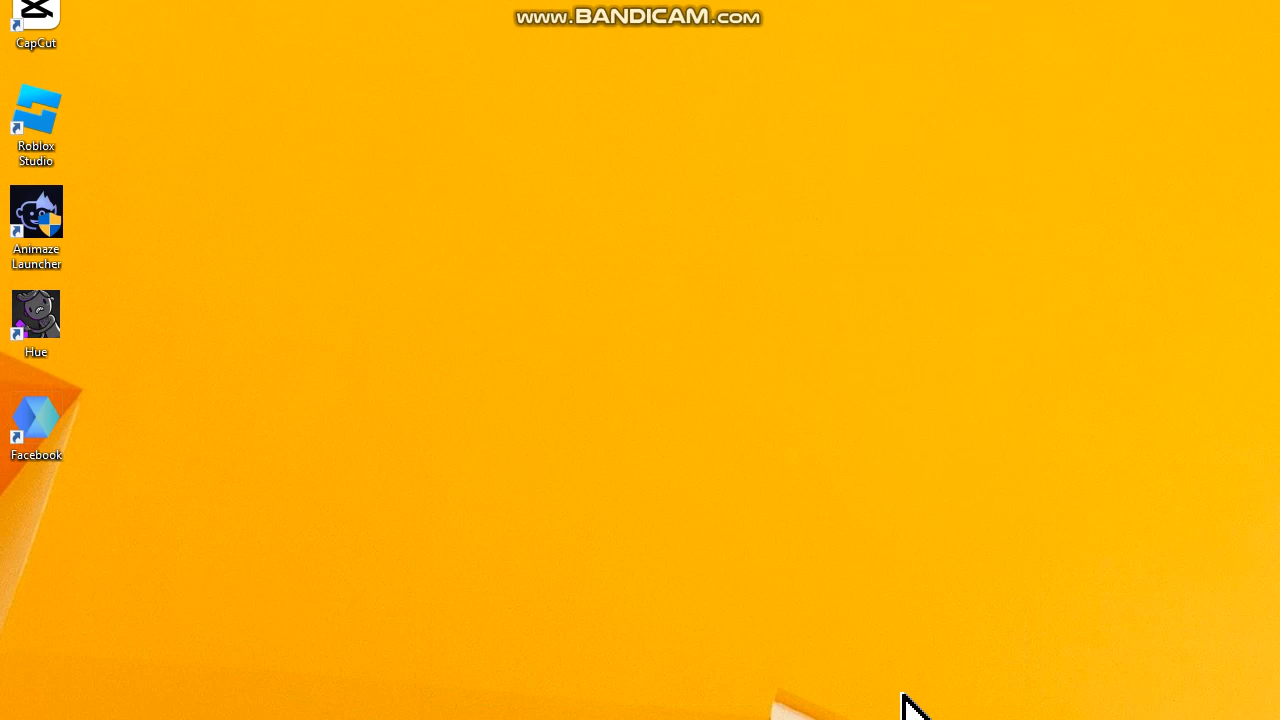 www.BANDICAM.com
CapCut
Roblox
Studio
Animaze
Launcher
Hue
Facebook